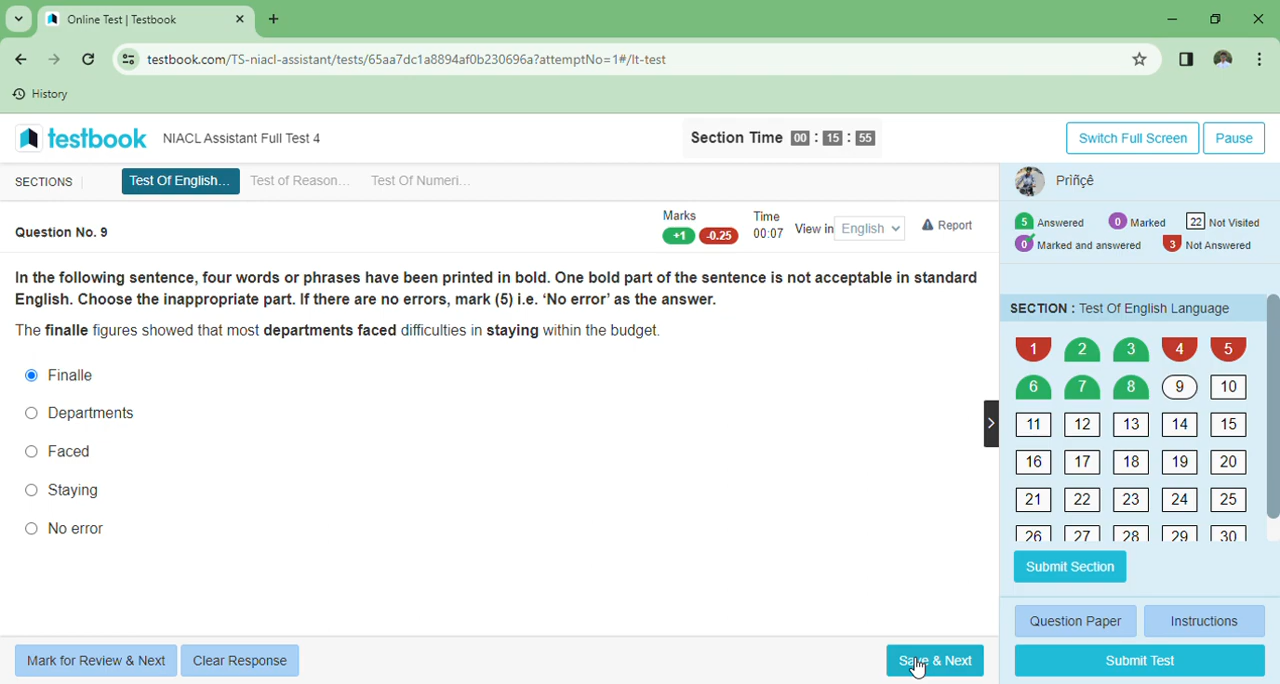 Online Test | Testbook
testbook.com/TS-niacl-assistant/tests/65aa7dc1a8894af0b230696a?attemptNo=1#/lt-test
History
testbook NIACL Assistant Full Test 4 Section Time 00 : 15 : 55 Switch Full Screen Pause
SECTIONS Test Of English... Test of Reason... Test Of Numeri...
Priñçê
Question No. 9 Marks +1 -0.25 Time 00:07 View in English Report
5 Answered 0 Marked 22 Not Visited
0 Marked and answered 3 Not Answered
In the following sentence, four words or phrases have been printed in bold. One bold part of the sentence is not acceptable in standard
English. Choose the inappropriate part. If there are no errors, mark (5) i.e. ‘No error’ as the answer.
The finalle figures showed that most departments faced difficulties in staying within the budget.
Finalle
Departments
Faced
Staying
No error
SECTION : Test Of English Language
1 2 3 4 5
6 7 8 9 10
11 12 13 14 15
16 17 18 19 20
21 22 23 24 25
26 27 28 29 30
Submit Section
Question Paper Instructions
Mark for Review & Next Clear Response Save & Next Submit Test